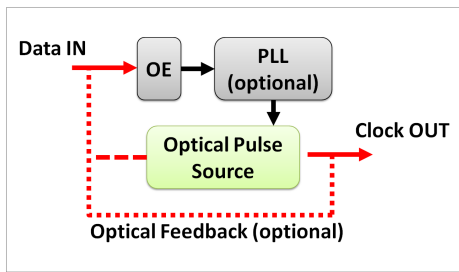 Data IN
OE
PLL
(optional)
Clock OUT
Optical Pulse
Source
Optical Feedback (optional)